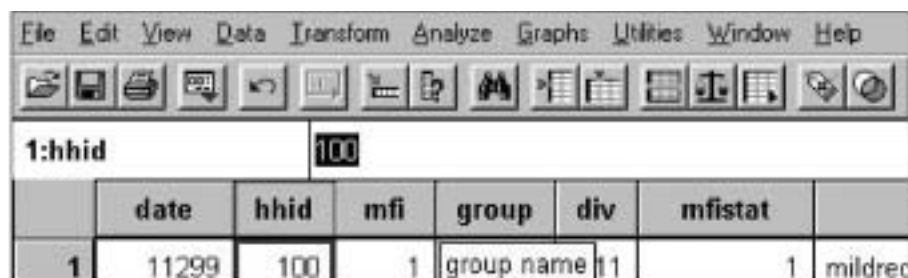 File Edit View Data Transform Analyze Graphs Utilities Window Help
1:hhid 100
date hhid mfi group div mfistat
1 11299 100 1 group name 11 1 mildred